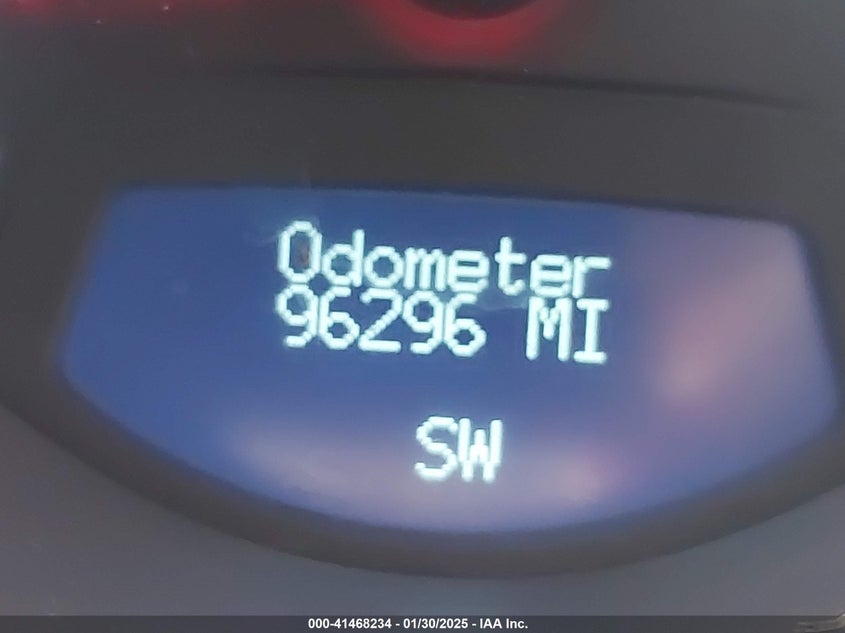 Odometer
96296 MI
SW
000-41468234 - 01/30/2025 - IAA Inc.